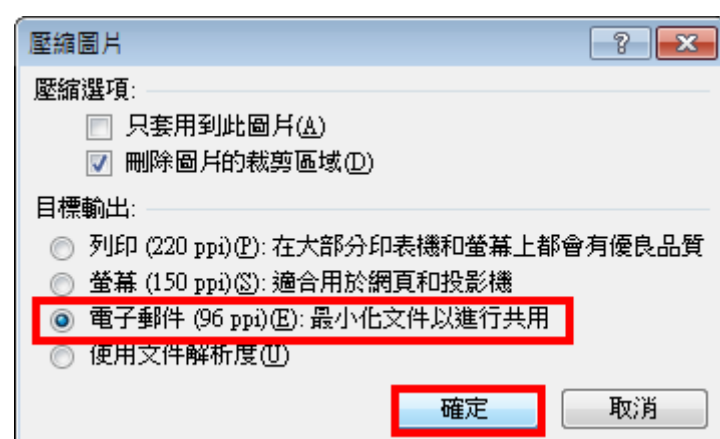 壓縮圖片
壓縮選項:
只套用到此圖片(A)
刪除圖片的裁剪區域(D)
目標輸出:
列印 (220 ppi)(P): 在大部分印表機和螢幕上都會有優良品質
螢幕 (150 ppi)(S): 適合用於網頁和投影機
電子郵件 (96 ppi)(E): 最小化文件以進行共用
使用文件解析度(U)
確定 取消